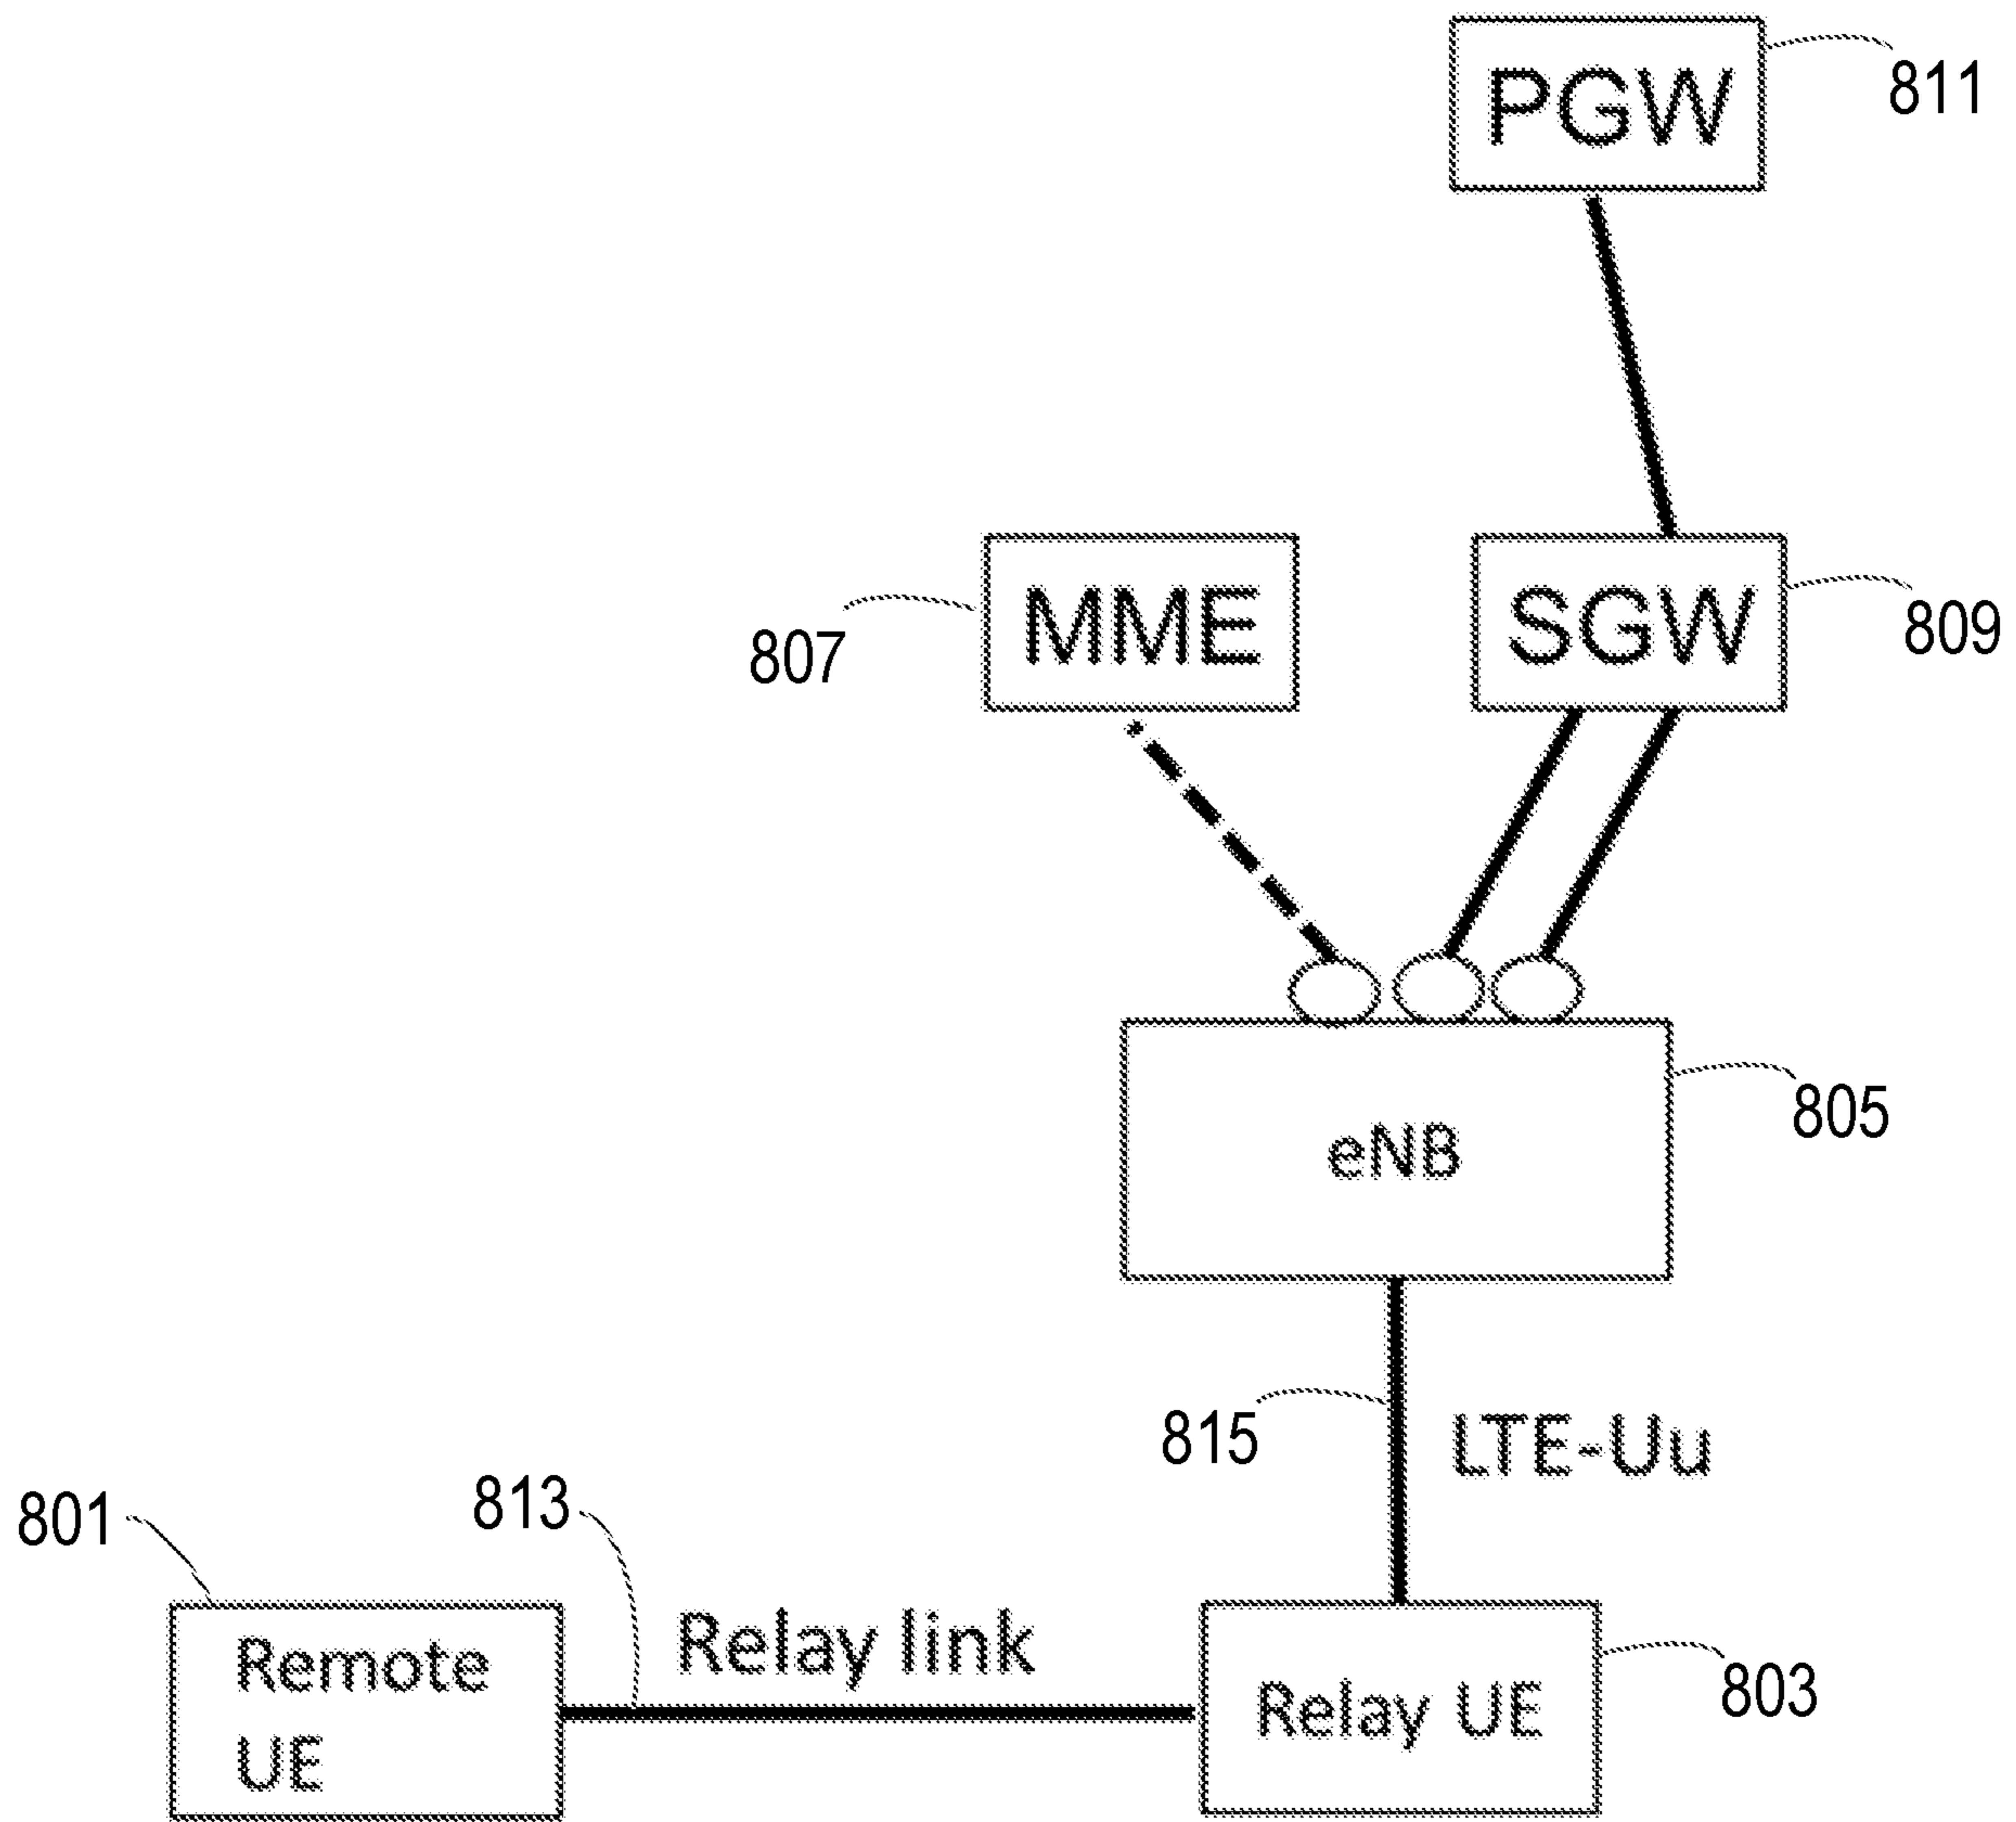 PGW
811
MME
SGW
807
809
eNB
805
815
LTE-Uu
801
813
Remote
UE
Relay link
Relay UE
803